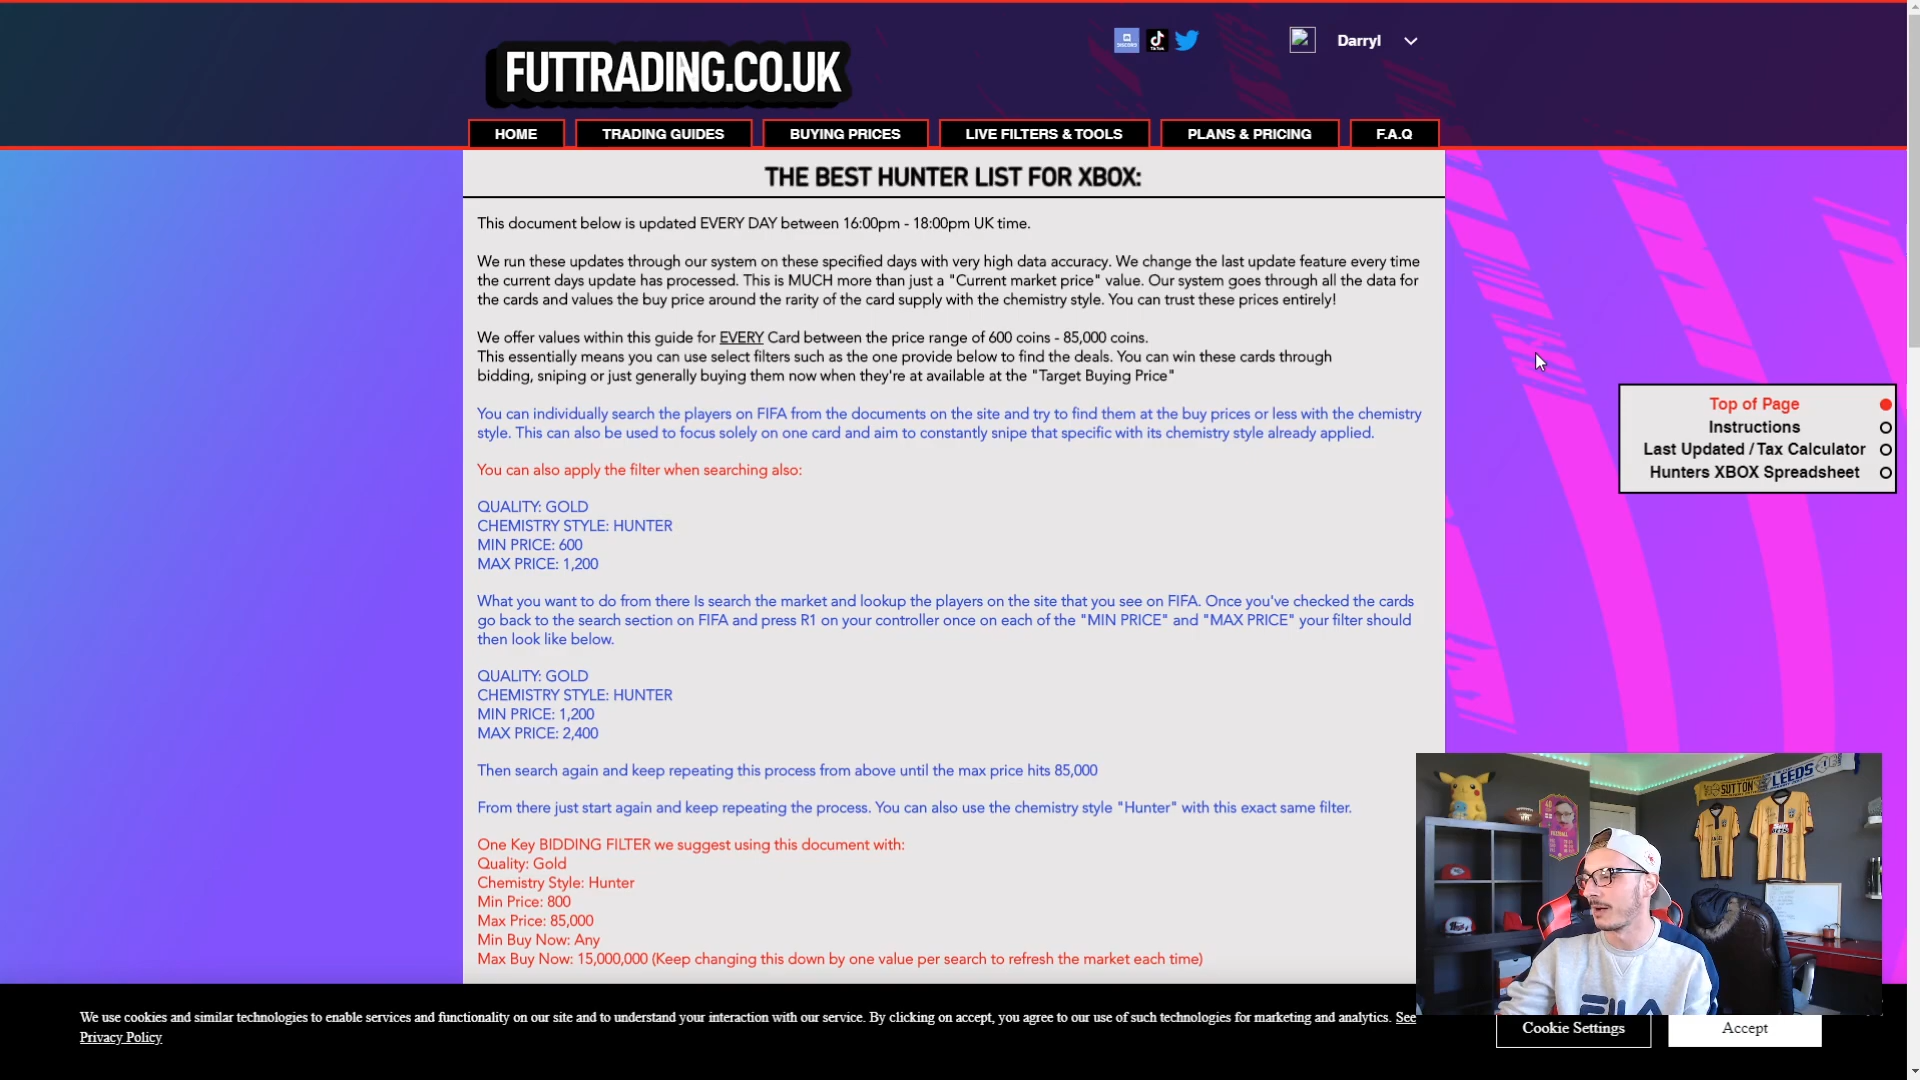 FUTTRADING.CO.UK
Darryl
HOME
TRADING GUIDES
BUYING PRICES
LIVE FILTERS & TOOLS
PLANS & PRICING
F.A.Q
THE BEST HUNTER LIST FOR XBOX:
This document below is updated EVERY DAY between 16:00pm - 18:00pm UK time.
We run these updates through our system on these specified days with very high data accuracy. We change the last update feature every time
the current days update has processed. This is MUCH more than just a "Current market price" value. Our system goes through all the data for
the cards and values the buy price around the rarity of the card supply with the chemistry style. You can trust these prices entirely!
We offer values within this guide for EVERY Card between the price range of 600 coins - 85,000 coins.
This essentially means you can use select filters such as the one provide below to find the deals. You can win these cards through
bidding, sniping or just generally buying them now when they're at available at the "Target Buying Price"
You can individually search the players on FIFA from the documents on the site and try to find them at the buy prices or less with the chemistry
style. This can also be used to focus solely on one card and aim to constantly snipe that specific with its chemistry style already applied.
You can also apply the filter when searching also:
QUALITY: GOLD
CHEMISTRY STYLE: HUNTER
MIN PRICE: 600
MAX PRICE: 1,200
What you want to do from there Is search the market and lookup the players on the site that you see on FIFA. Once you've checked the cards
go back to the search section on FIFA and press R1 on your controller once on each of the "MIN PRICE" and "MAX PRICE" your filter should
then look like below.
QUALITY: GOLD
CHEMISTRY STYLE: HUNTER
MIN PRICE: 1,200
MAX PRICE: 2,400
Then search again and keep repeating this process from above until the max price hits 85,000
From there just start again and keep repeating the process. You can also use the chemistry style "Hunter" with this exact same filter.
One Key BIDDING FILTER we suggest using this document with:
Quality: Gold
Chemistry Style: Hunter
Min Price: 800
Max Price: 85,000
Min Buy Now: Any
Max Buy Now: 15,000,000 (Keep changing this down by one value per search to refresh the market each time)
Top of Page
Instructions
Last Updated / Tax Calculator
Hunters XBOX Spreadsheet
SUTTON
LEEDS
FILA
We use cookies and similar technologies to enable services and functionality on our site and to understand your interaction with our service. By clicking on accept, you agree to our use of such technologies for marketing and analytics. See
Privacy Policy
Cookie Settings
Accept